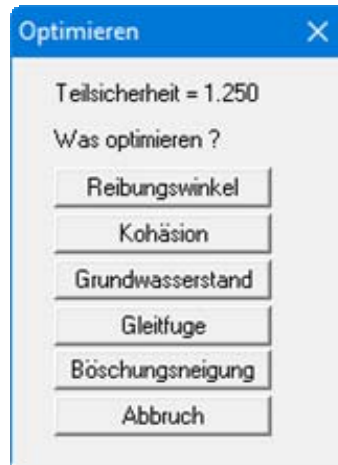 Optimieren
Teilsicherheit = 1.250
Was optimieren ?
Reibungswinkel
Kohäsion
Grundwasserstand
Gleitfuge
Böschungsneigung
Abbruch